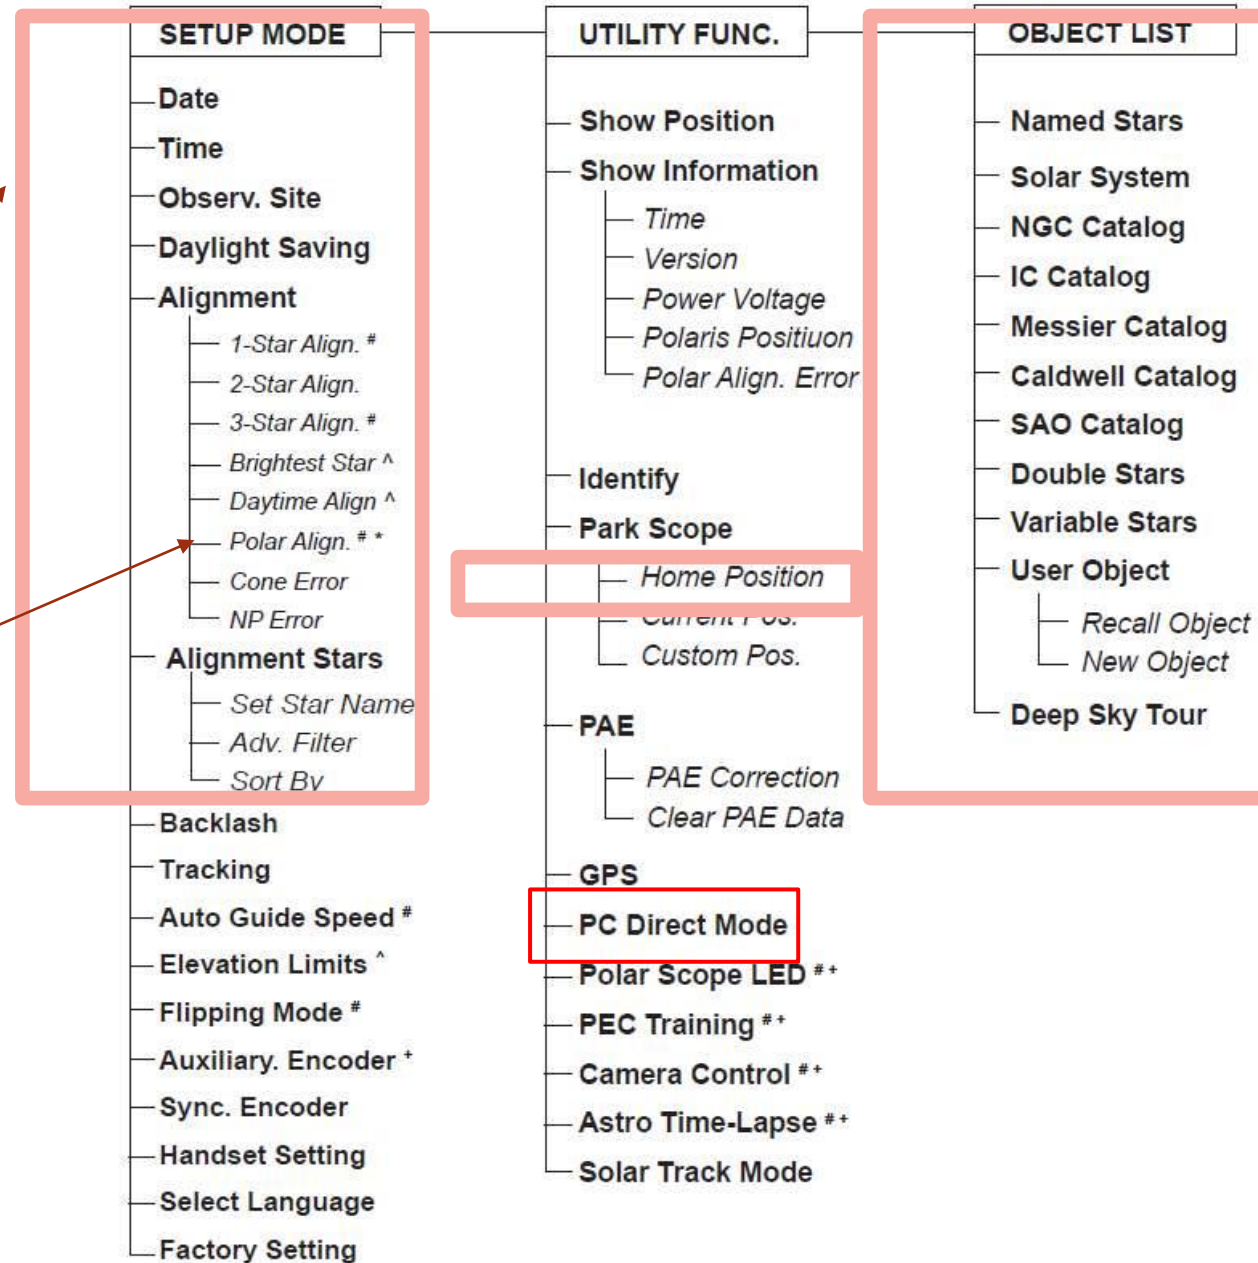 SETUP MODE
Date
Time
Observ. Site
Daylight Saving
Alignment
1-Star Align. #
2-Star Align.
3-Star Align. #
Brightest Star ^
Daytime Align ^
Polar Align. # *
Cone Error
NP Error
Alignment Stars
Set Star Name
Adv. Filter
Sort By
Backlash
Tracking
Auto Guide Speed #
Elevation Limits ^
Flipping Mode #
Auxiliary. Encoder +
Sync. Encoder
Handset Setting
Select Language
Factory Setting
UTILITY FUNC.
Show Position
Show Information
Time
Version
Power Voltage
Polaris Positiuon
Polar Align. Error
Identify
Park Scope
Home Position
Current Pos.
Custom Pos.
PAE
PAE Correction
Clear PAE Data
GPS
PC Direct Mode
Polar Scope LED # +
PEC Training # +
Camera Control # +
Astro Time-Lapse # +
Solar Track Mode
OBJECT LIST
Named Stars
Solar System
NGC Catalog
IC Catalog
Messier Catalog
Caldwell Catalog
SAO Catalog
Double Stars
Variable Stars
User Object
Recall Object
New Object
Deep Sky Tour